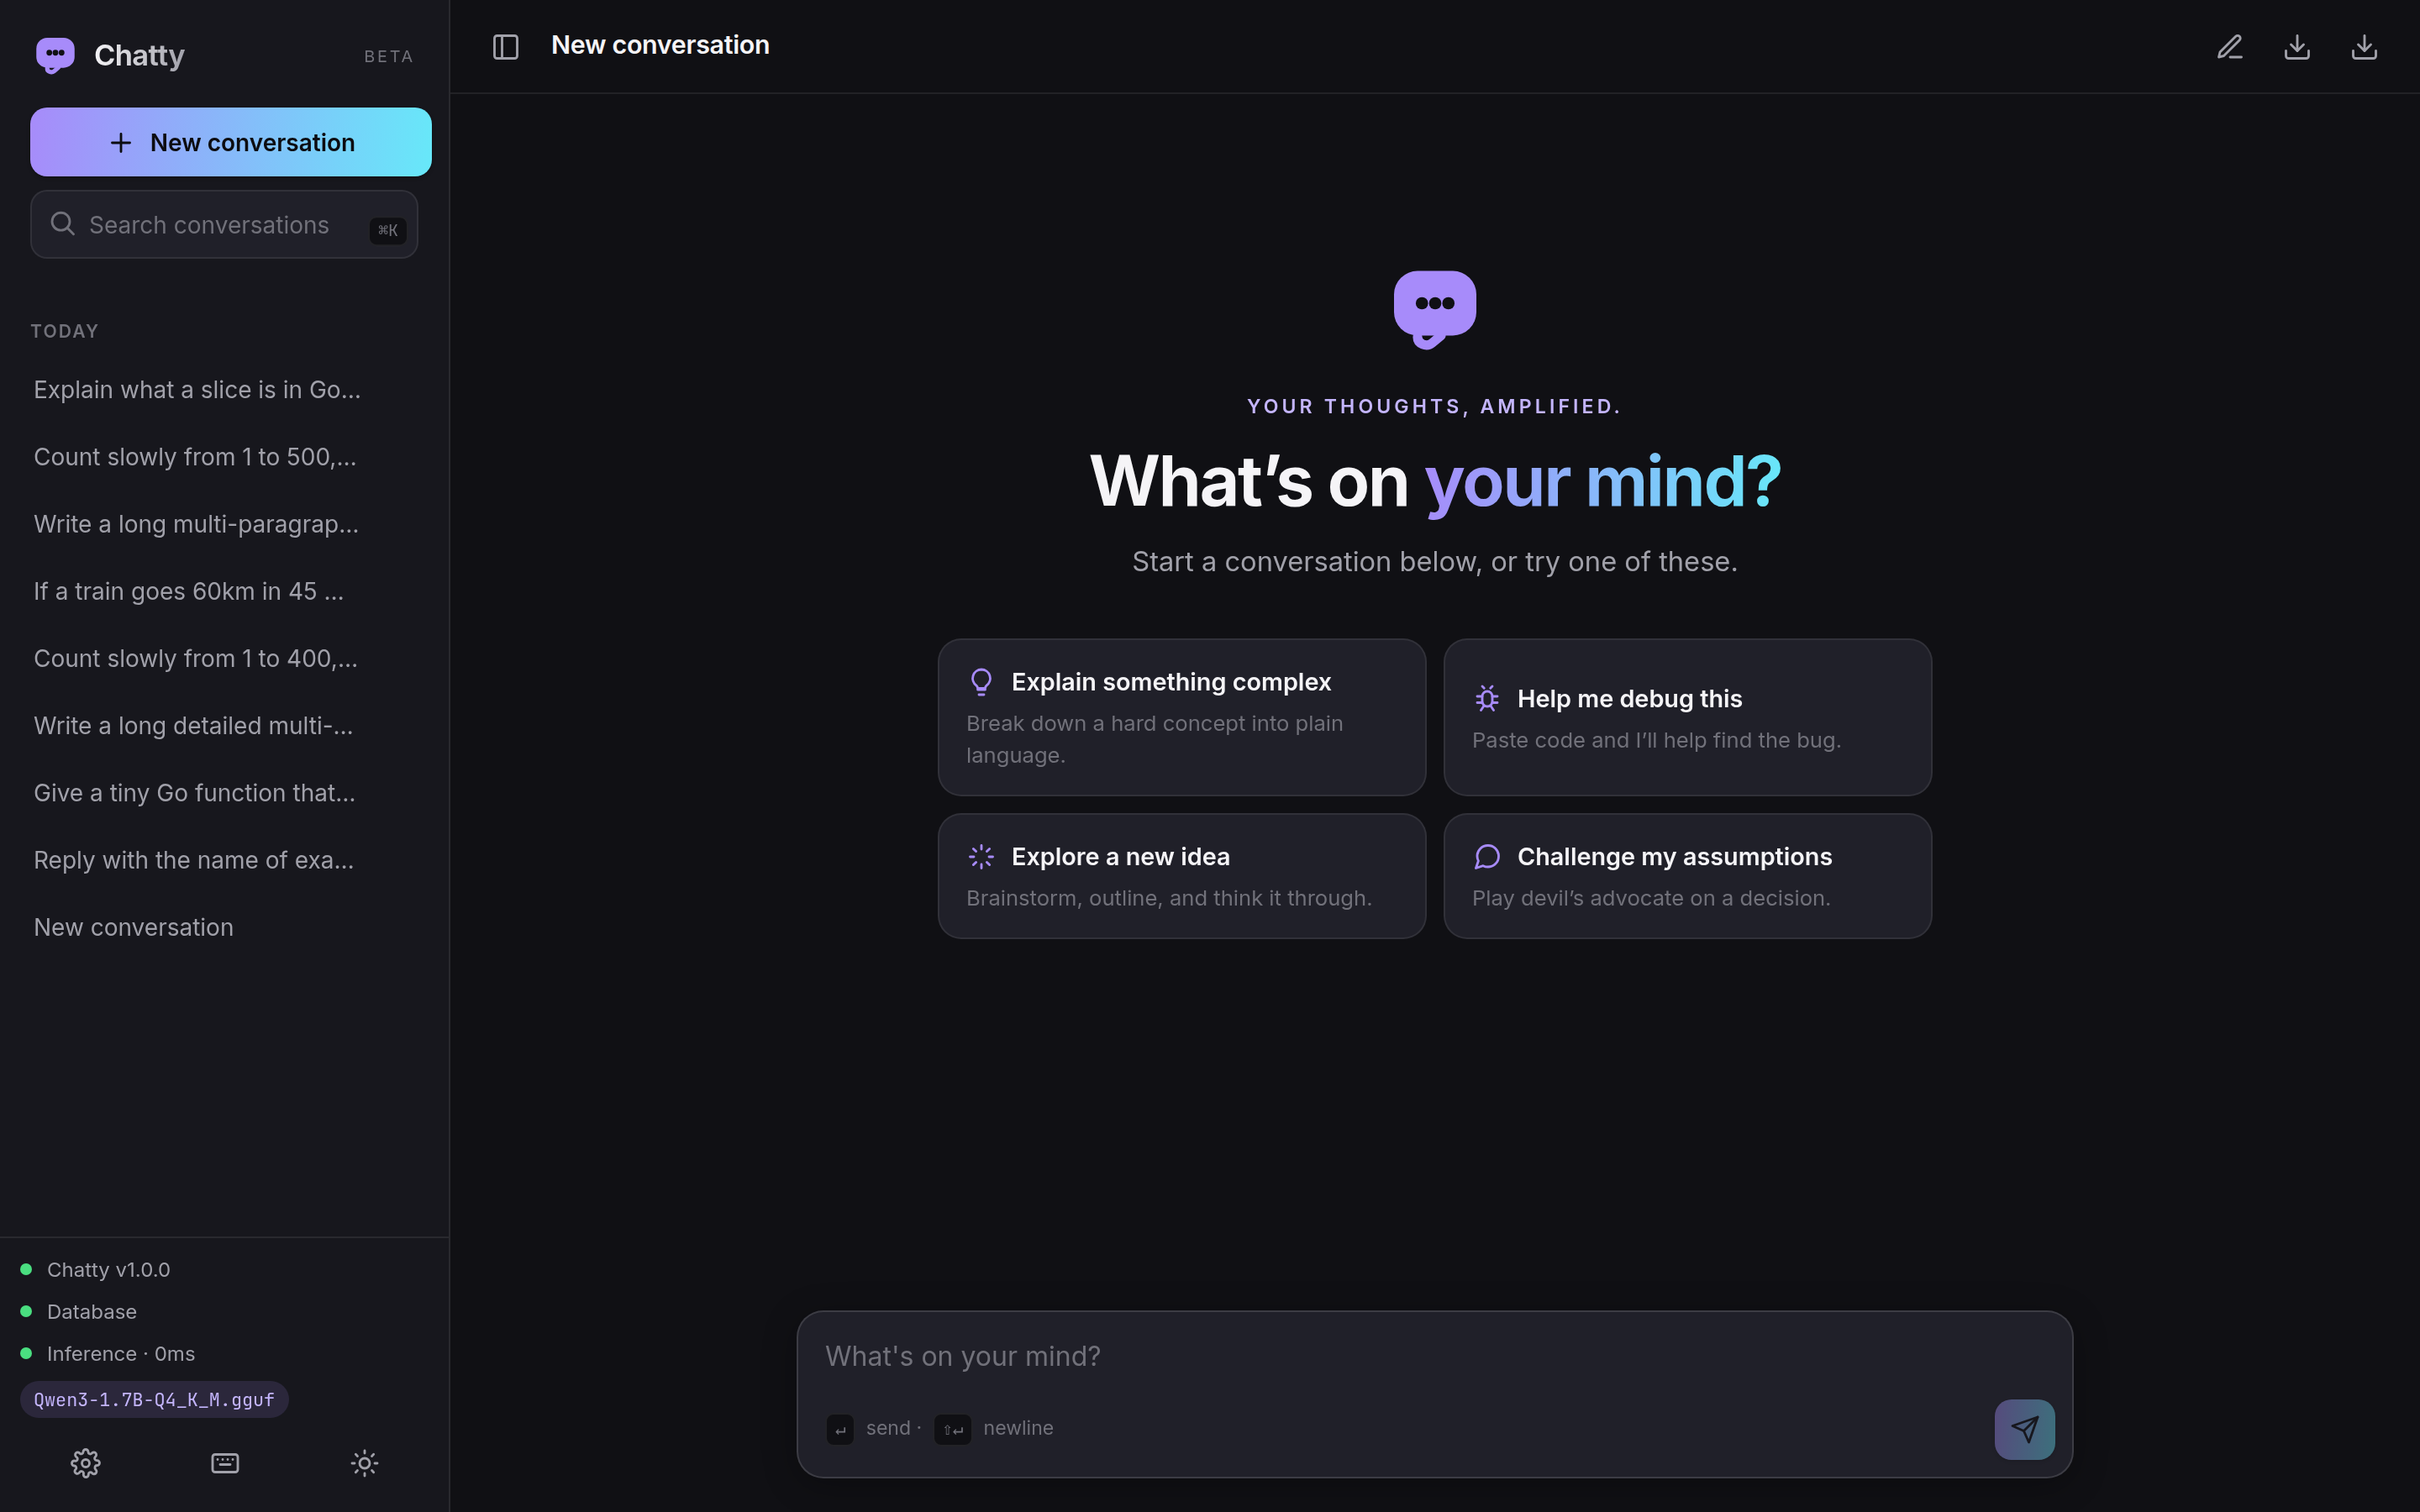 Chatty
BETA
New conversation
Search conversations
⌘K
TODAY
Explain what a slice is in Go...
Count slowly from 1 to 500,...
Write a long multi-paragrap...
If a train goes 60km in 45 ...
Count slowly from 1 to 400,...
Write a long detailed multi-...
Give a tiny Go function that...
Reply with the name of exa...
New conversation
Chatty v1.0.0
Database
Inference · 0ms
Qwen3-1.7B-Q4_K_M.gguf
New conversation
YOUR THOUGHTS, AMPLIFIED.
What’s on your mind?
Start a conversation below, or try one of these.
Explain something complex
Break down a hard concept into plain
language.
Help me debug this
Paste code and I’ll help find the bug.
Explore a new idea
Brainstorm, outline, and think it through.
Challenge my assumptions
Play devil’s advocate on a decision.
What's on your mind?
↵ send · ⇧↵ newline